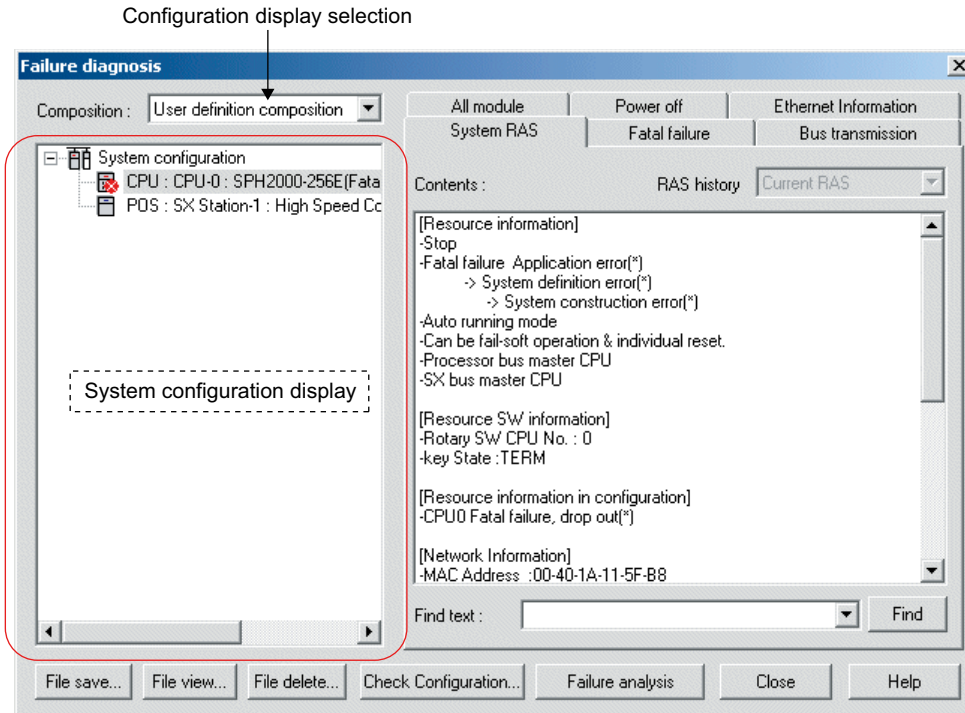 Configuration display selection
Failure diagnosis
Composition : User definition composition
System configuration
CPU : CPU-0 : SPH2000-256E(Fata
POS : SX Station-1 : High Speed Co
System configuration display
All module Power off Ethernet Information
System RAS Fatal failure Bus transmission
Contents : RAS history Current RAS
[Resource information]
-Stop
-Fatal failure Application error(*)
-> System definition error(*)
-> System construction error(*)
-Auto running mode
-Can be fail-soft operation & individual reset.
-Processor bus master CPU
-SX bus master CPU
[Resource SW information]
-Rotary SW CPU No. : 0
-key State :TERM
[Resource information in configuration]
-CPU0 Fatal failure, drop out(*)
[Network Information]
-MAC Address :00-40-1A-11-5F-B8
Find text : Find
File save... File view... File delete... Check Configuration... Failure analysis Close Help